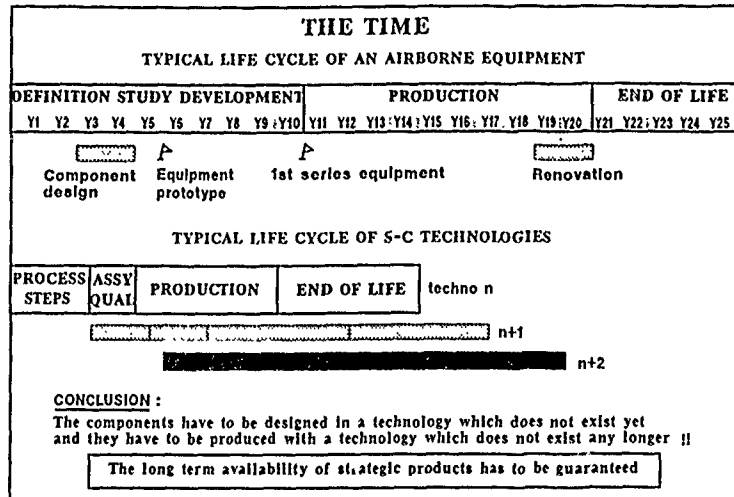 THE TIME
TYPICAL LIFE CYCLE OF AN AIRBORNE EQUIPMENT
DEFINITION STUDY DEVELOPMENT PRODUCTION END OF LIFE
Y1 Y2 Y3 Y4 Y5 Y6 Y7 Y8 Y9 Y10 Y11 Y12 Y13 Y14 Y15 Y16 Y17 Y18 Y19 Y20 Y21 Y22 Y23 Y24 Y25
Component design
Equipment prototype
1st series equipment
Renovation
TYPICAL LIFE CYCLE OF S-C TECHNOLOGIES
PROCESS STEPS
ASSY QUAL
PRODUCTION
END OF LIFE
techno n
n+1
n+2
CONCLUSION :
The components have to be designed in a technology which does not exist yet
and they have to be produced with a technology which does not exist any longer !!
The long term availability of strategic products has to be guaranteed